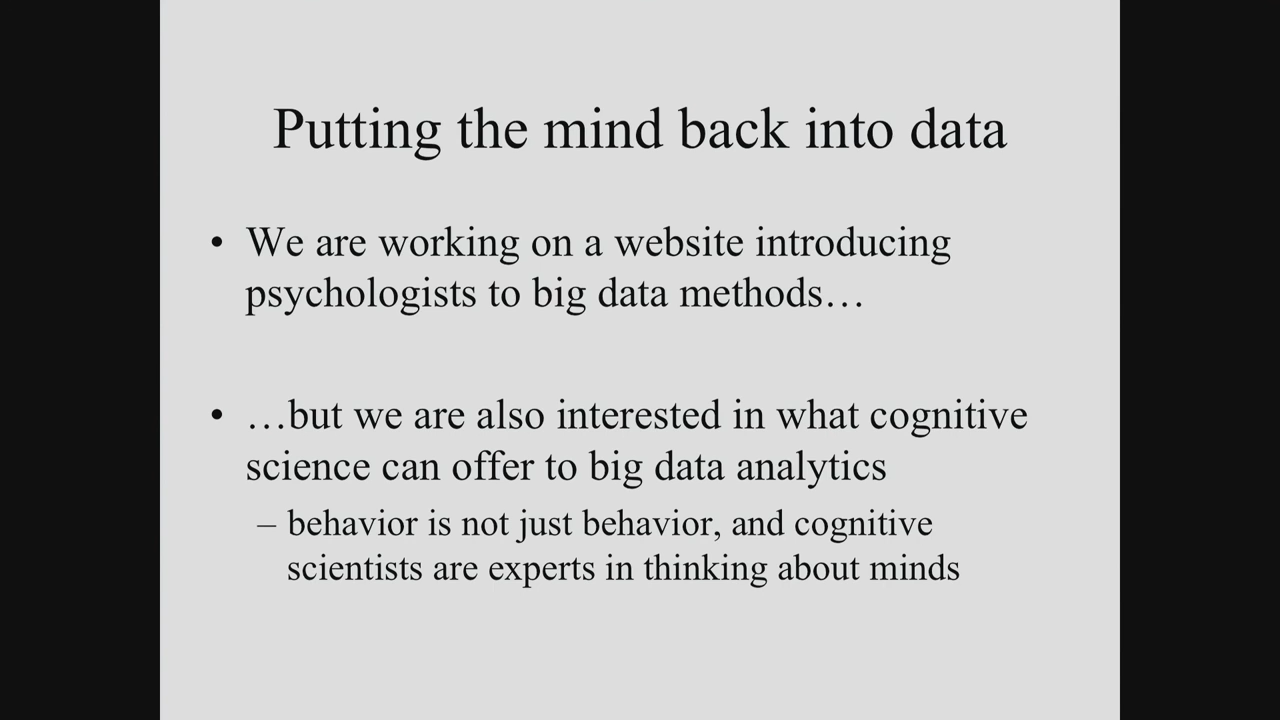 Putting the mind back into data
• We are working on a website introducing
psychologists to big data methods…
• …but we are also interested in what cognitive
science can offer to big data analytics
– behavior is not just behavior, and cognitive
scientists are experts in thinking about minds